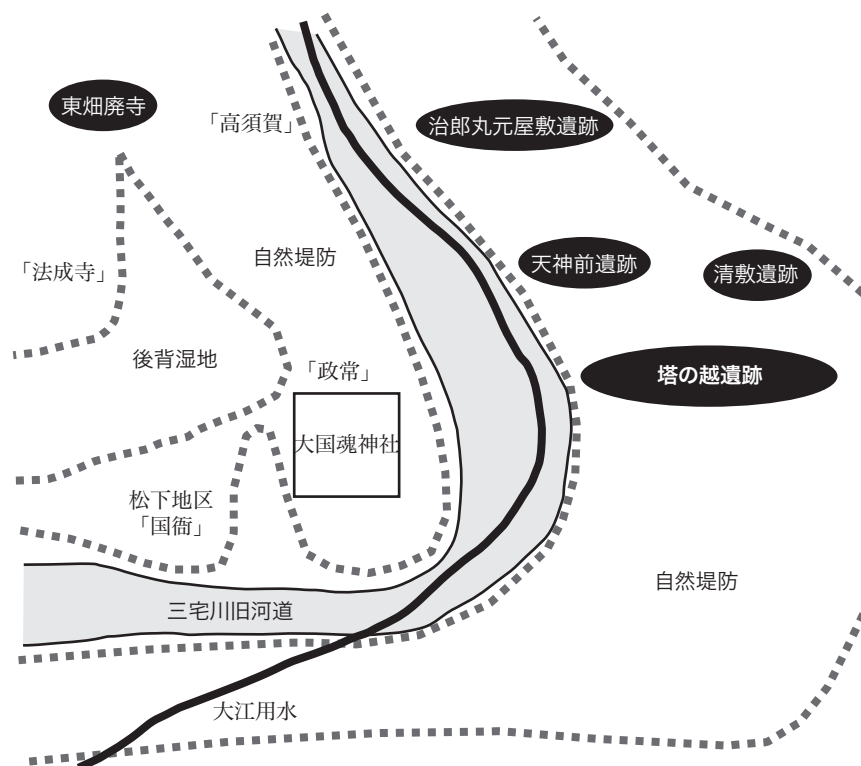 東畑廃寺
「高須賀」
治郎丸元屋敷遺跡
自然堤防
天神前遺跡
清敷遺跡
「法成寺」
後背湿地
「政常」
塔の越遺跡
大国魂神社
松下地区
「国衙」
自然堤防
三宅川旧河道
大江用水